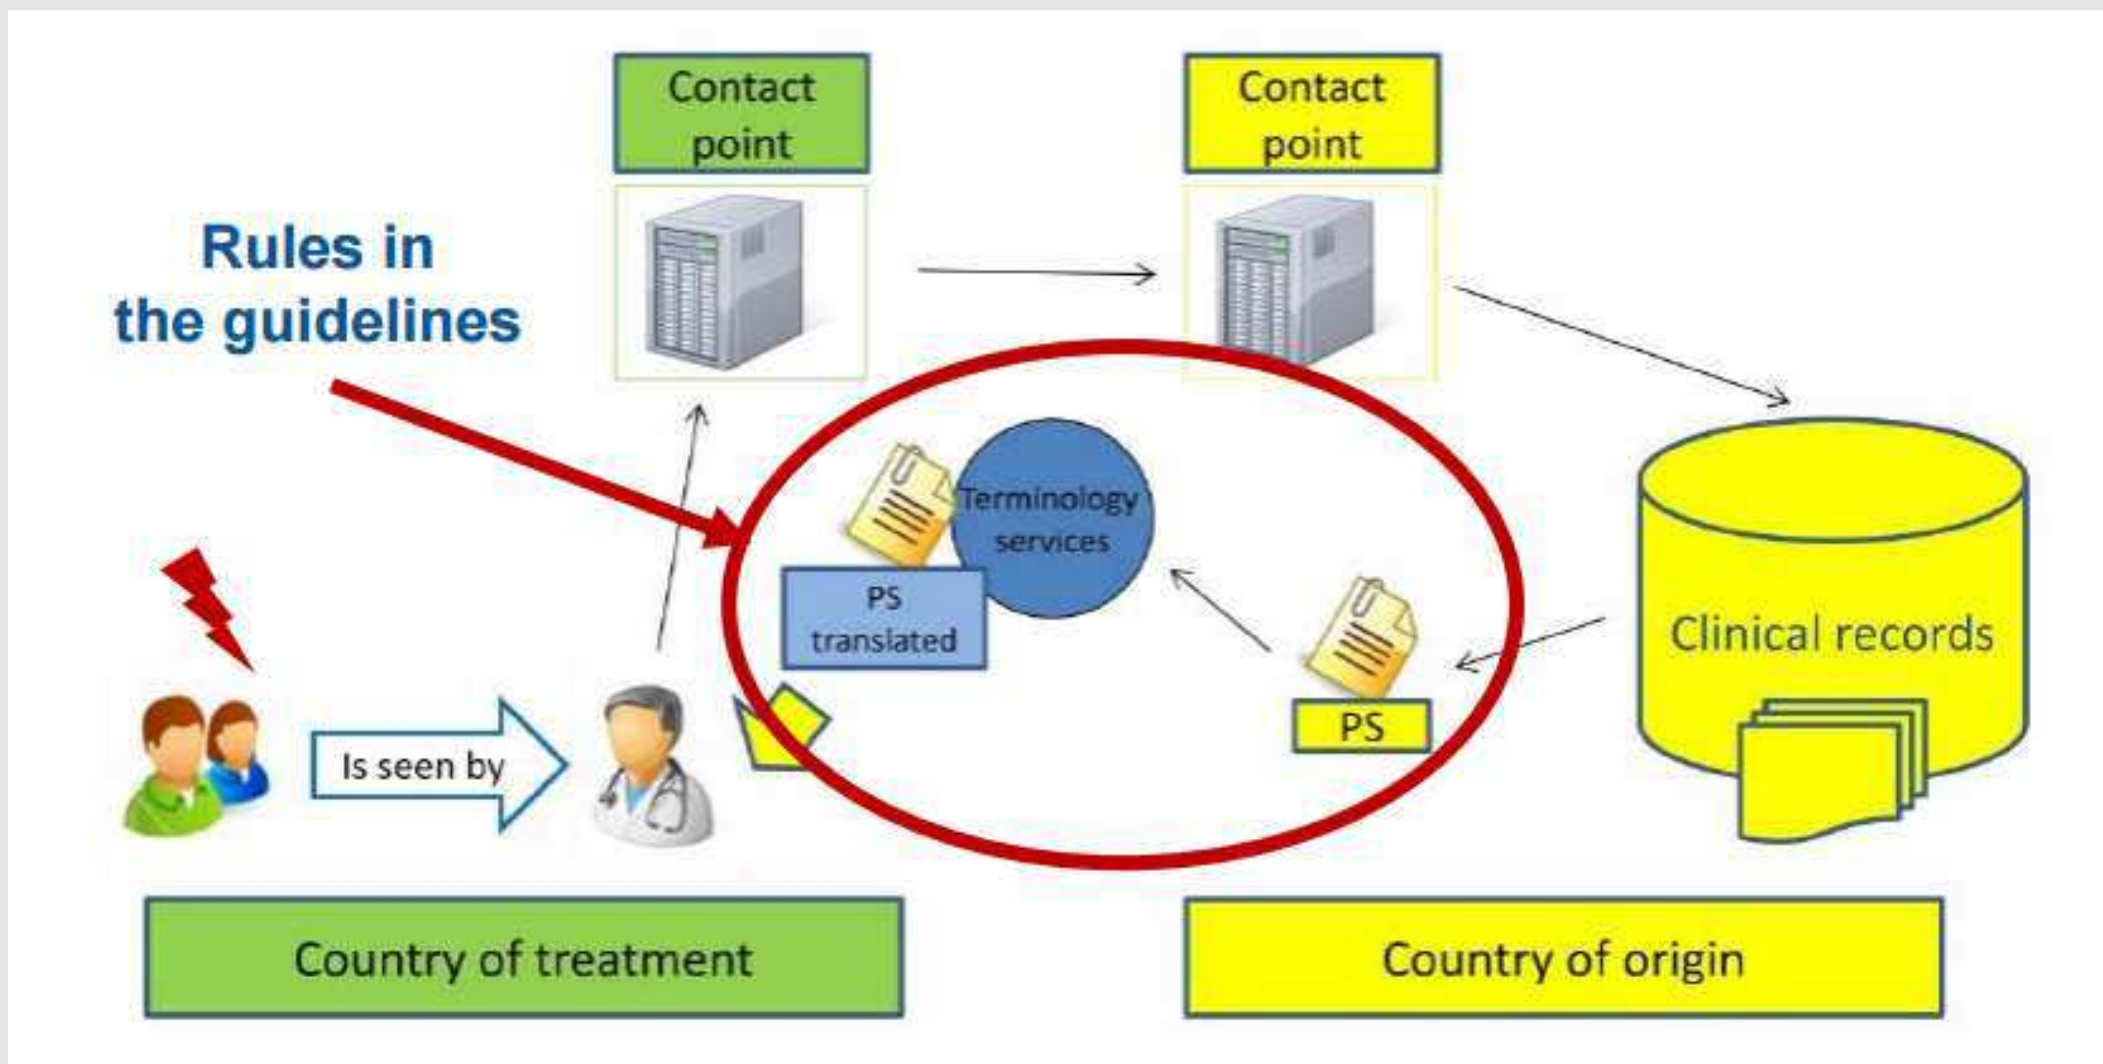 Contact
point
Contact
point
Rules in
the guidelines
Terminology
services
PS
translated
PS
Clinical records
Is seen by
Country of treatment
Country of origin